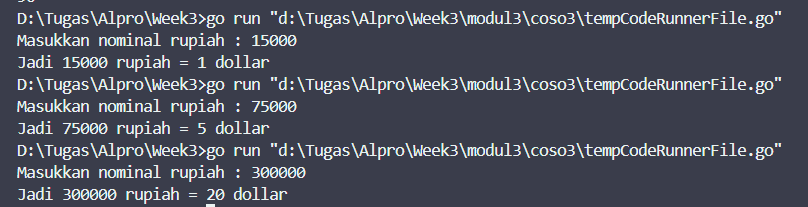 D:\Tugas\Alpro\Week3>go run "d:\Tugas\Alpro\Week3\modul3\coso3\tempCodeRunnerFile.go"
Masukkan nominal rupiah : 15000
Jadi 15000 rupiah = 1 dollar
D:\Tugas\Alpro\Week3>go run "d:\Tugas\Alpro\Week3\modul3\coso3\tempCodeRunnerFile.go"
Masukkan nominal rupiah : 75000
Jadi 75000 rupiah = 5 dollar
D:\Tugas\Alpro\Week3>go run "d:\Tugas\Alpro\Week3\modul3\coso3\tempCodeRunnerFile.go"
Masukkan nominal rupiah : 300000
Jadi 300000 rupiah = 20 dollar